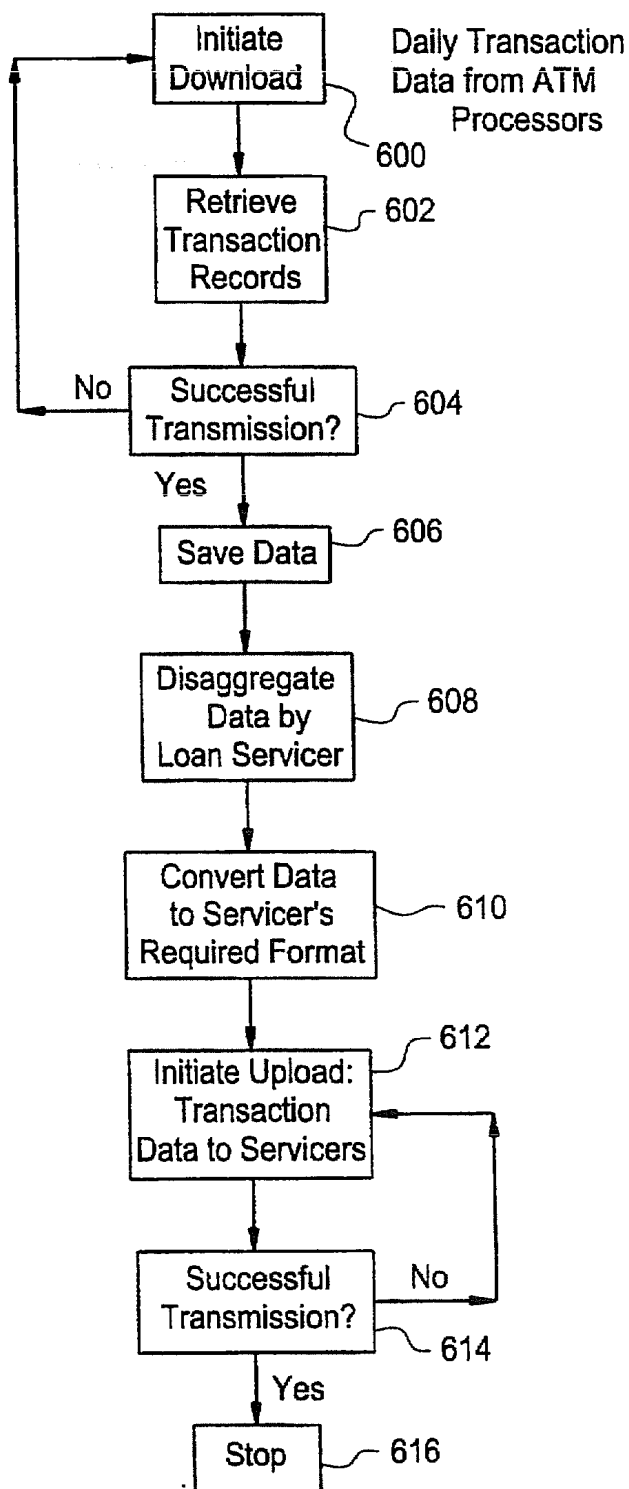 Initiate
Download
Daily Transaction
Data from ATM
Processors
600
Retrieve
Transaction
Records
602
No
Successful
Transmission?
604
Yes
Save Data
606
Disaggregate
Data by
Loan Servicer
608
Convert Data
to Servicer's
Required Format
610
612
Initiate Upload:
Transaction
Data to Servicers
Successful
Transmission?
No
614
Yes
Stop
616